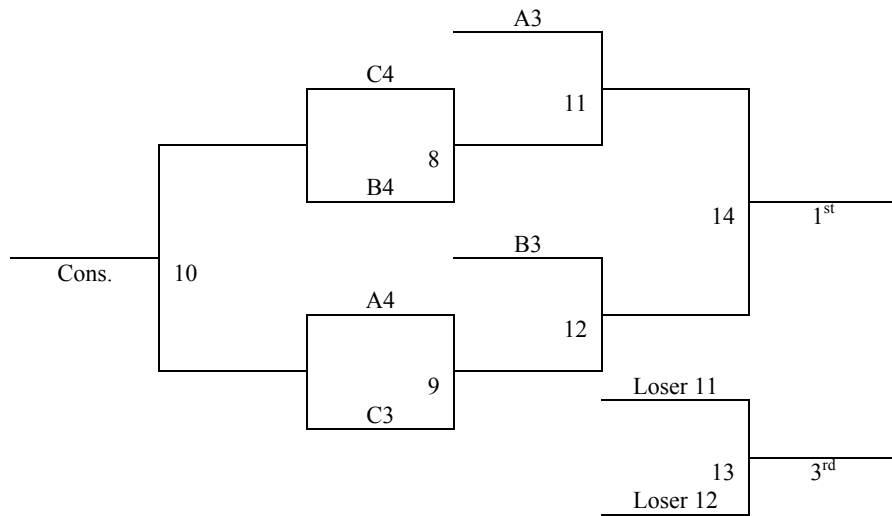 A3
C4
11
8
B4
14
1st
B3
Cons.
10
A4
12
9
Loser 11
C3
13
3rd
Loser 12